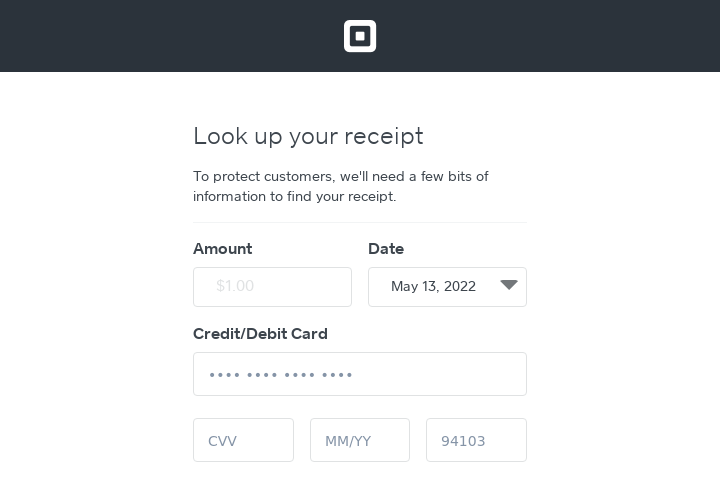 Look up your receipt
To protect customers, we'll need a few bits of
information to find your receipt.
Amount Date
$1.00 May 13, 2022
Credit/Debit Card
•••• •••• •••• ••••
CVV MM/YY 94103